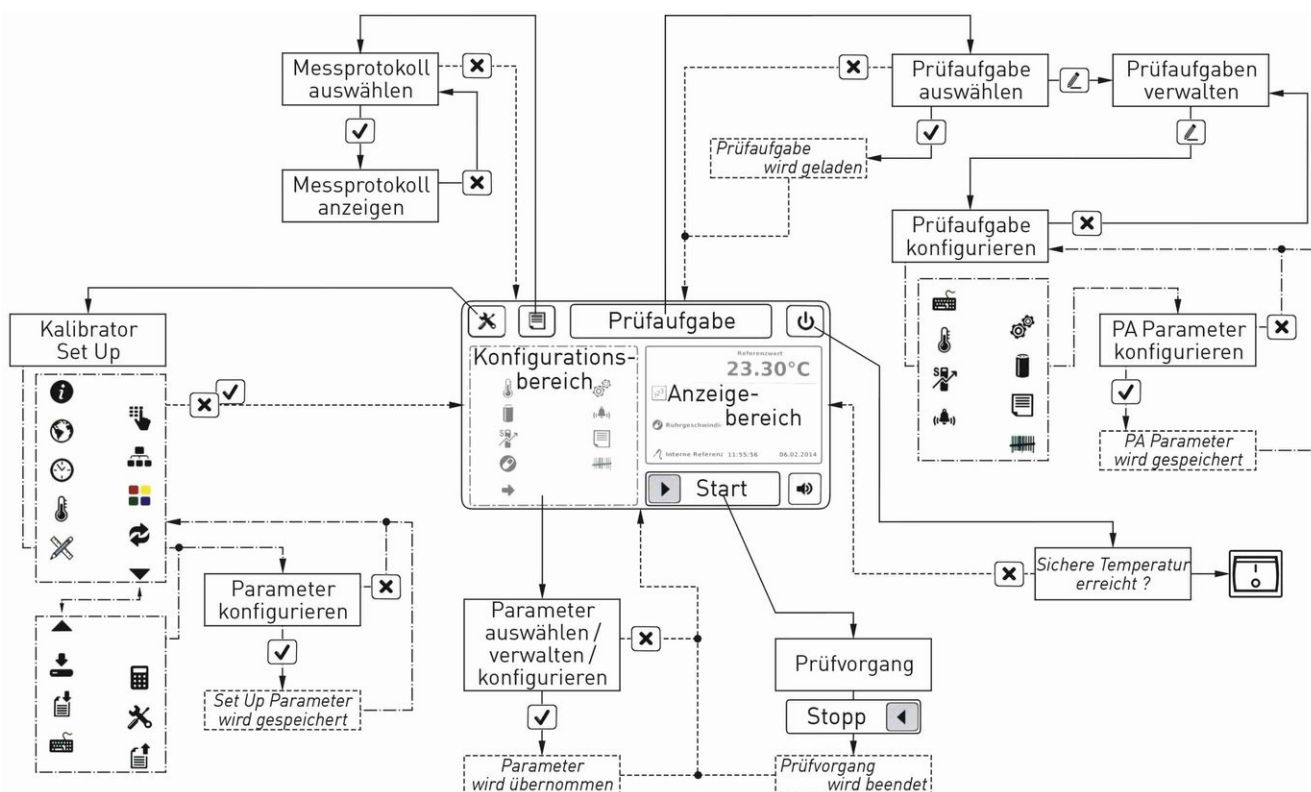 Messprotokoll
auswählen
Messprotokoll
anzeigen
Prüfaufgabe
auswählen
Prüfaufgaben
verwalten
Prüfaufgabe
wird geladen
Prüfaufgabe
konfigurieren
Kalibrator
Set Up
Prüfaufgabe
Konfigurations-
bereich
Referenzwert
23.30°C
Anzeige-
bereich
Interne Referenz 11:55:56 06.02.2014
Start
PA Parameter
konfigurieren
PA Parameter
wird gespeichert
Sichere Temperatur
erreicht ?
Parameter
konfigurieren
Set Up Parameter
wird gespeichert
Parameter
auswählen /
verwalten /
konfigurieren
Parameter
wird übernommen
Prüfvorgang
Stopp
Prüfvorgang
wird beendet